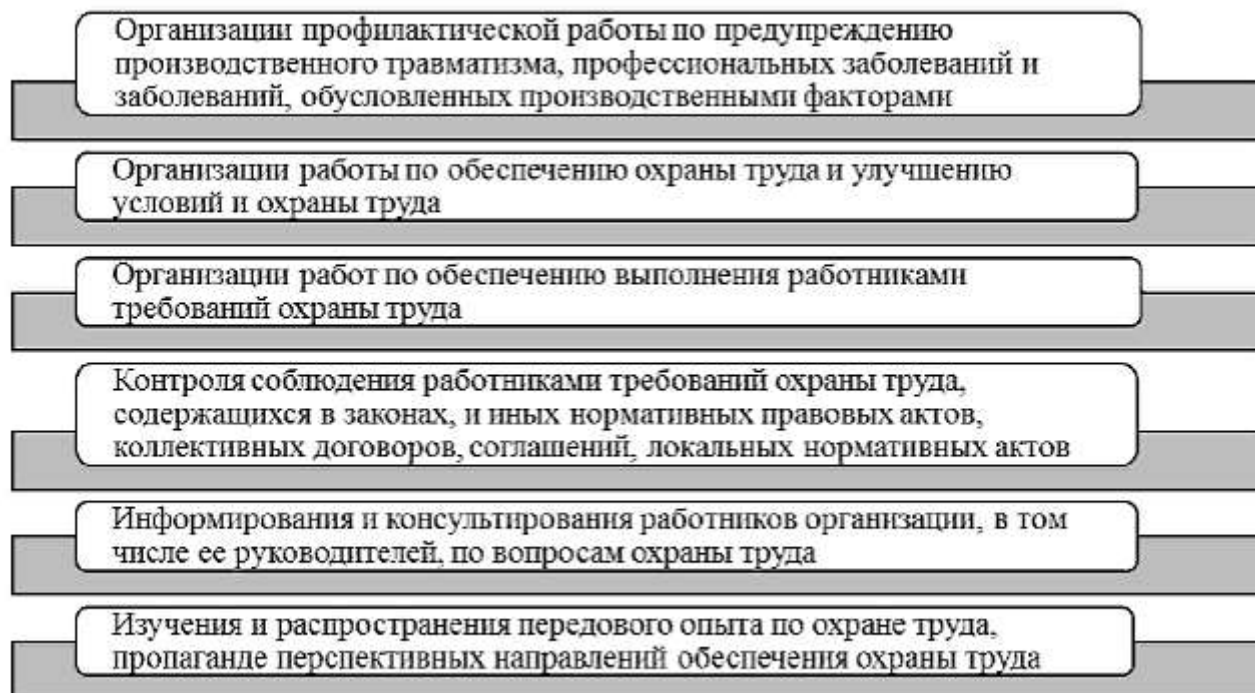 Организации профилактической работы по предупреждению
производственного травматизма, профессиональных заболеваний и
заболеваний, обусловленных производственными факторами
Организации работы по обеспечению охраны труда и улучшению
условий и охраны труда
Организации работ по обеспечению выполнения работниками
требований охраны труда
Контроля соблюдения работниками требований охраны труда,
содержащихся в законах, и иных нормативных правовых актов,
коллективных договоров, соглашений, локальных нормативных актов
Информирования и консультирования работников организации, в том
числе ее руководителей, по вопросам охраны труда
Изучения и распространения передового опыта по охране труда,
пропаганде перспективных направлений обеспечения охраны труда